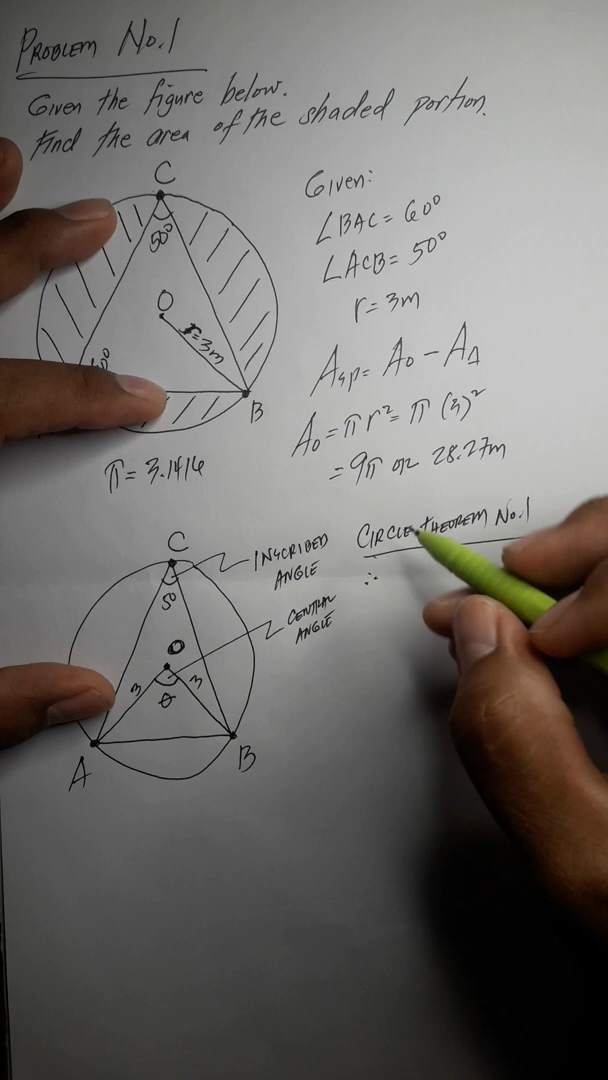 PROBLEM No.1
Given the figure below.
Find the area of the shaded portion.
C
50°
O
r=3m
B
π = 3.1416
Given:
∠BAC = 60°
∠ACB = 50°
r = 3m
Asp = Ao - AΔ
Ao = πr² = π (3)²
= 9π or 28.27m
CIRCLE THEOREM No.1
∴
C
INSCRIBED
ANGLE
50
CENTRAL
ANGLE
O
3
3
θ
A
B